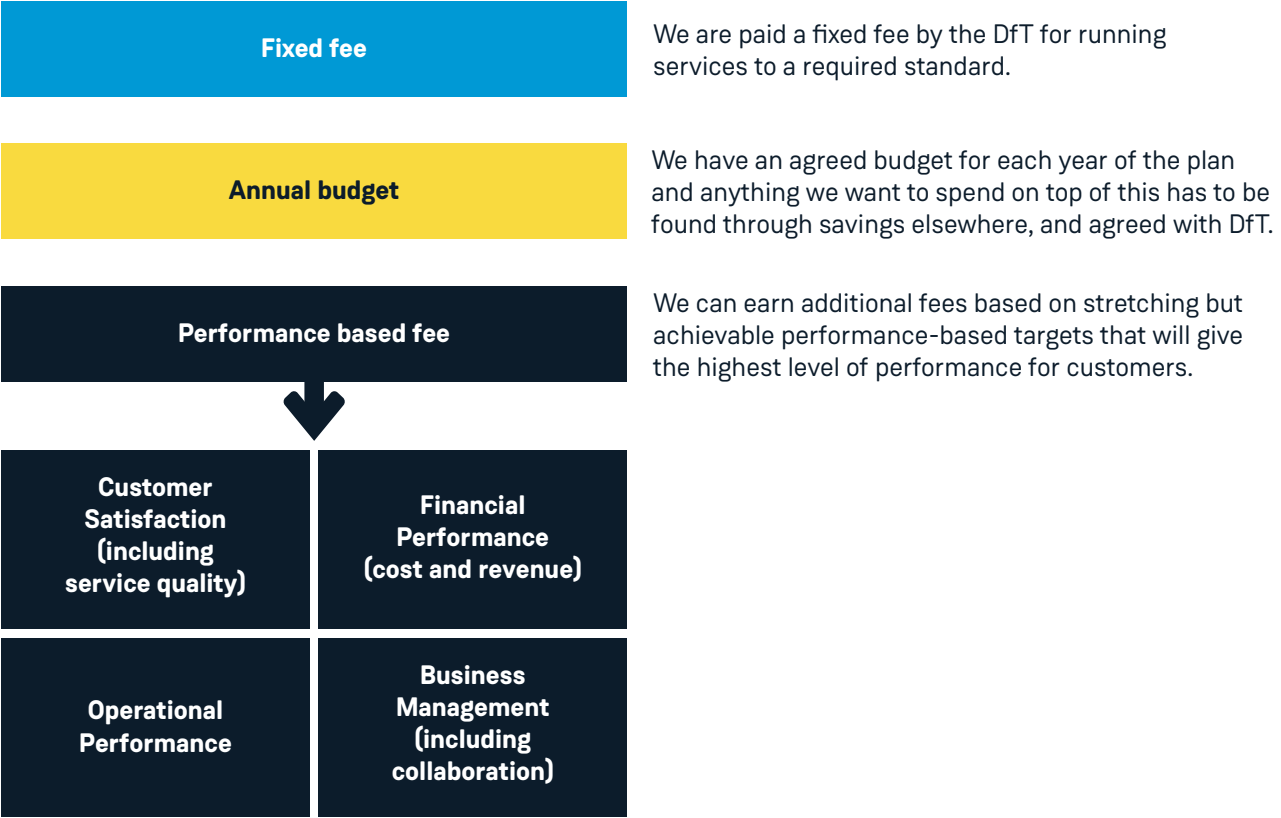 Fixed fee
We are paid a fixed fee by the DfT for running
services to a required standard.
Annual budget
We have an agreed budget for each year of the plan
and anything we want to spend on top of this has to be
found through savings elsewhere, and agreed with DfT.
Performance based fee
We can earn additional fees based on stretching but
achievable performance-based targets that will give
the highest level of performance for customers.
Customer
Satisfaction
(including
service quality)
Financial
Performance
(cost and revenue)
Operational
Performance
Business
Management
(including
collaboration)